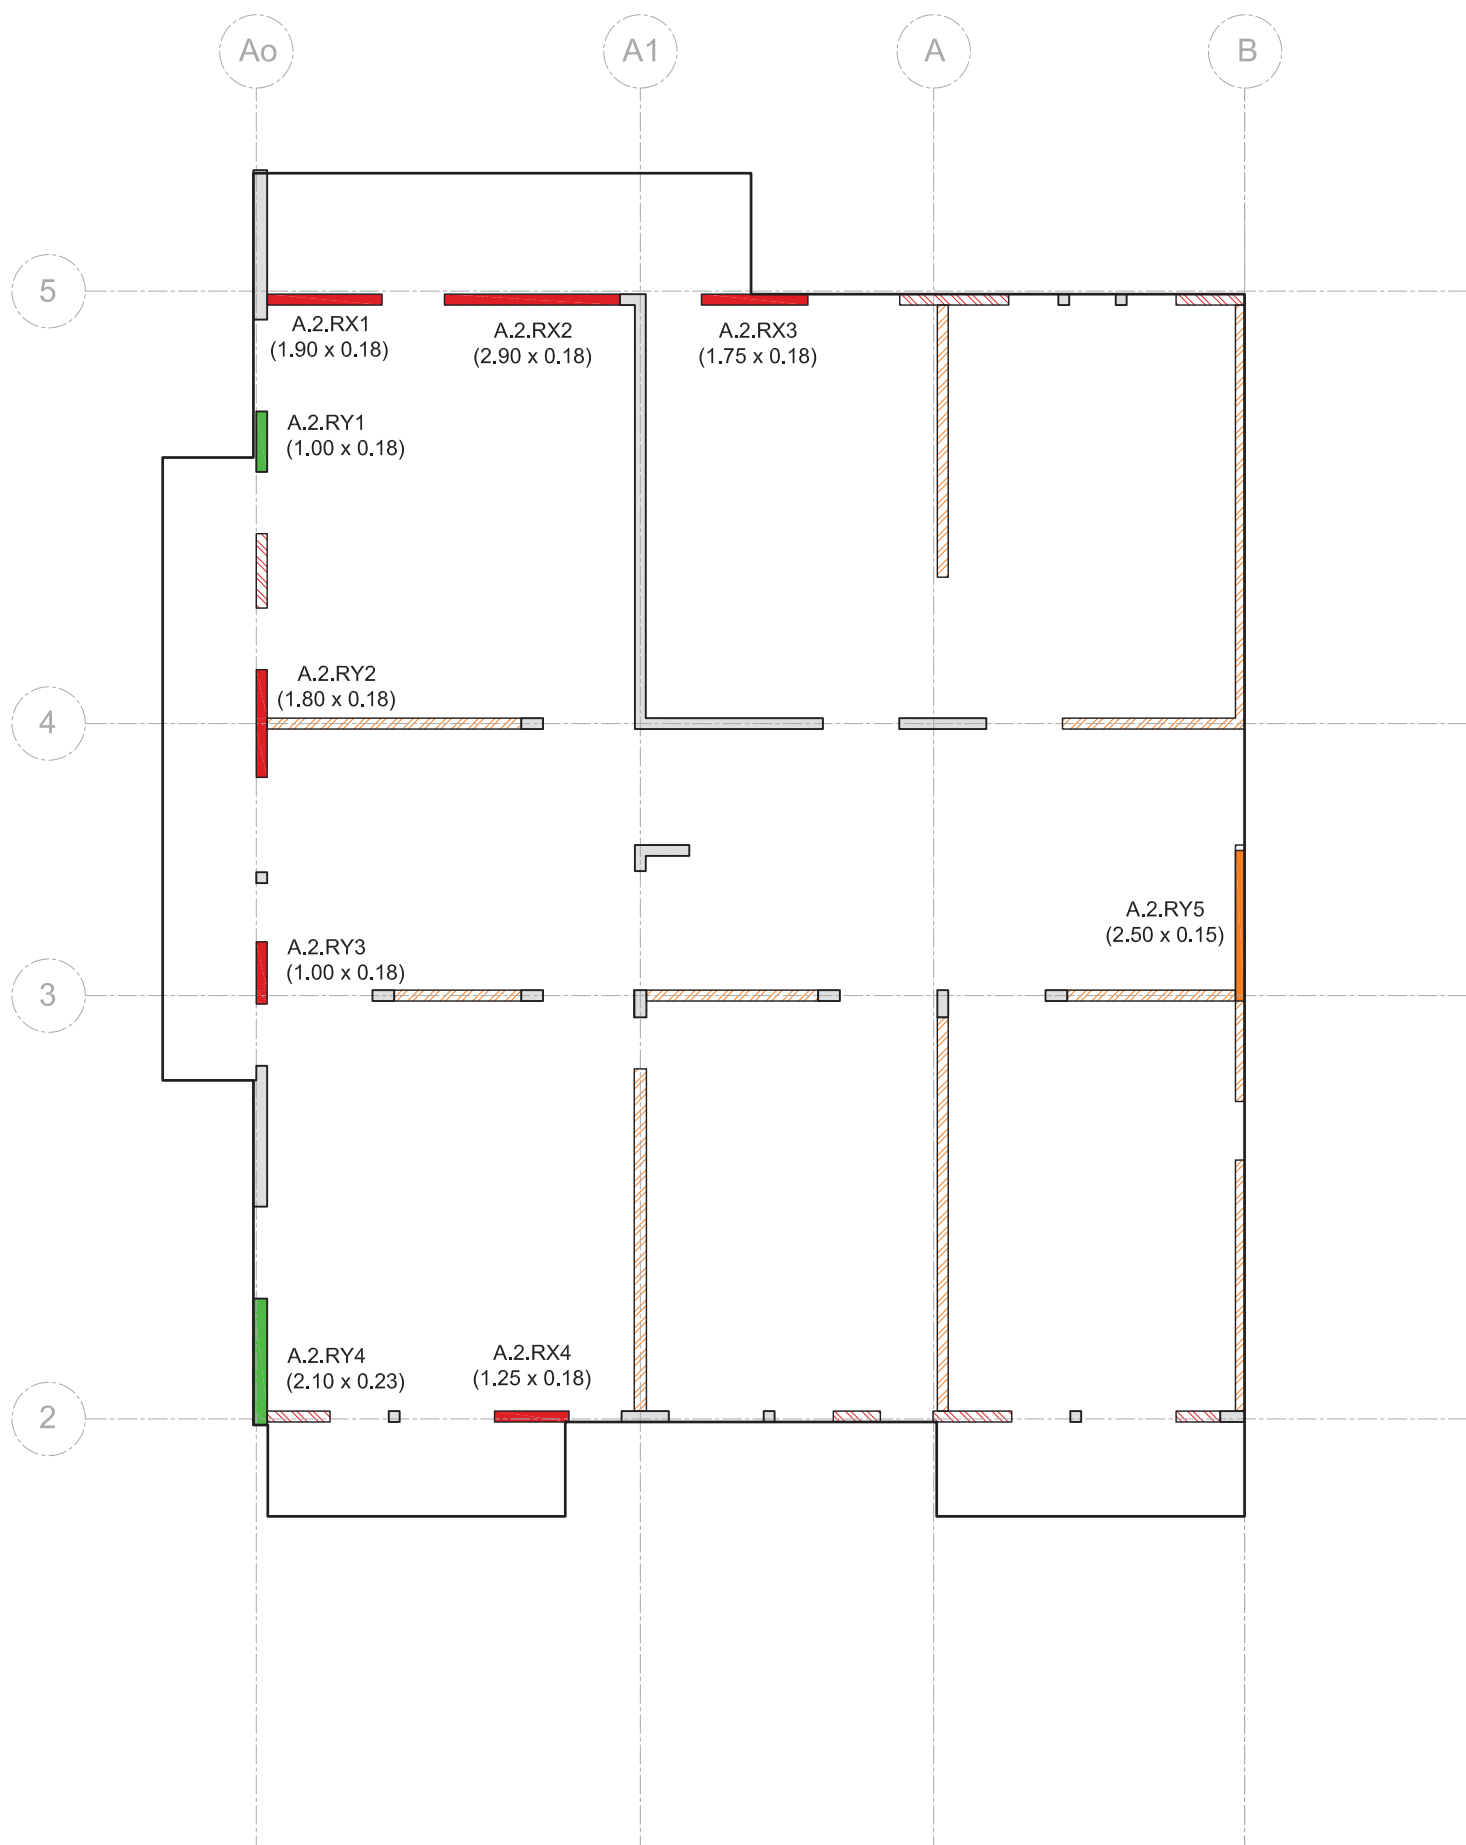 Ao
A1
A
B
5
A.2.RX1
(1.90 x 0.18)
A.2.RX2
(2.90 x 0.18)
A.2.RX3
(1.75 x 0.18)
A.2.RY1
(1.00 x 0.18)
A.2.RY2
(1.80 x 0.18)
4
A.2.RY5
(2.50 x 0.15)
A.2.RY3
(1.00 x 0.18)
3
A.2.RY4
(2.10 x 0.23)
A.2.RX4
(1.25 x 0.18)
2